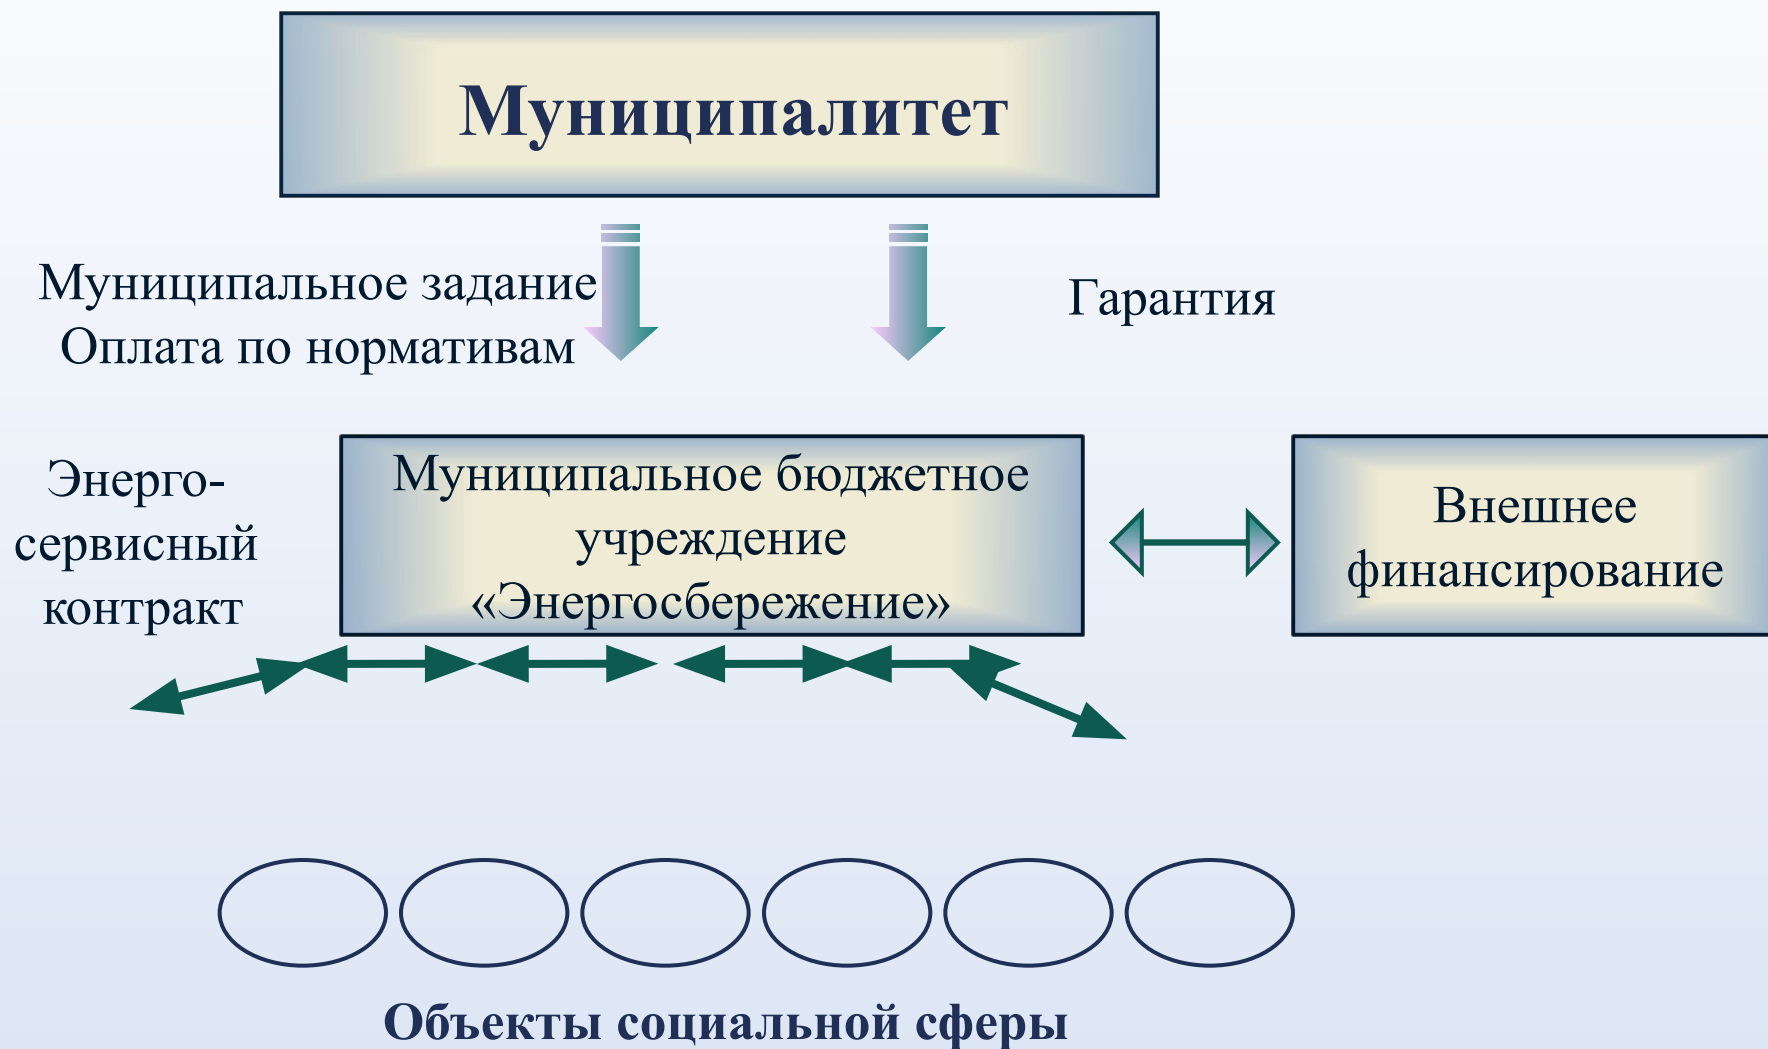 Муниципалитет
Муниципальное задание
Оплата по нормативам
Гарантия
Энерго-
сервисный
контракт
Муниципальное бюджетное
учреждение
«Энергосбережение»
Внешнее
финансирование
Объекты социальной сферы